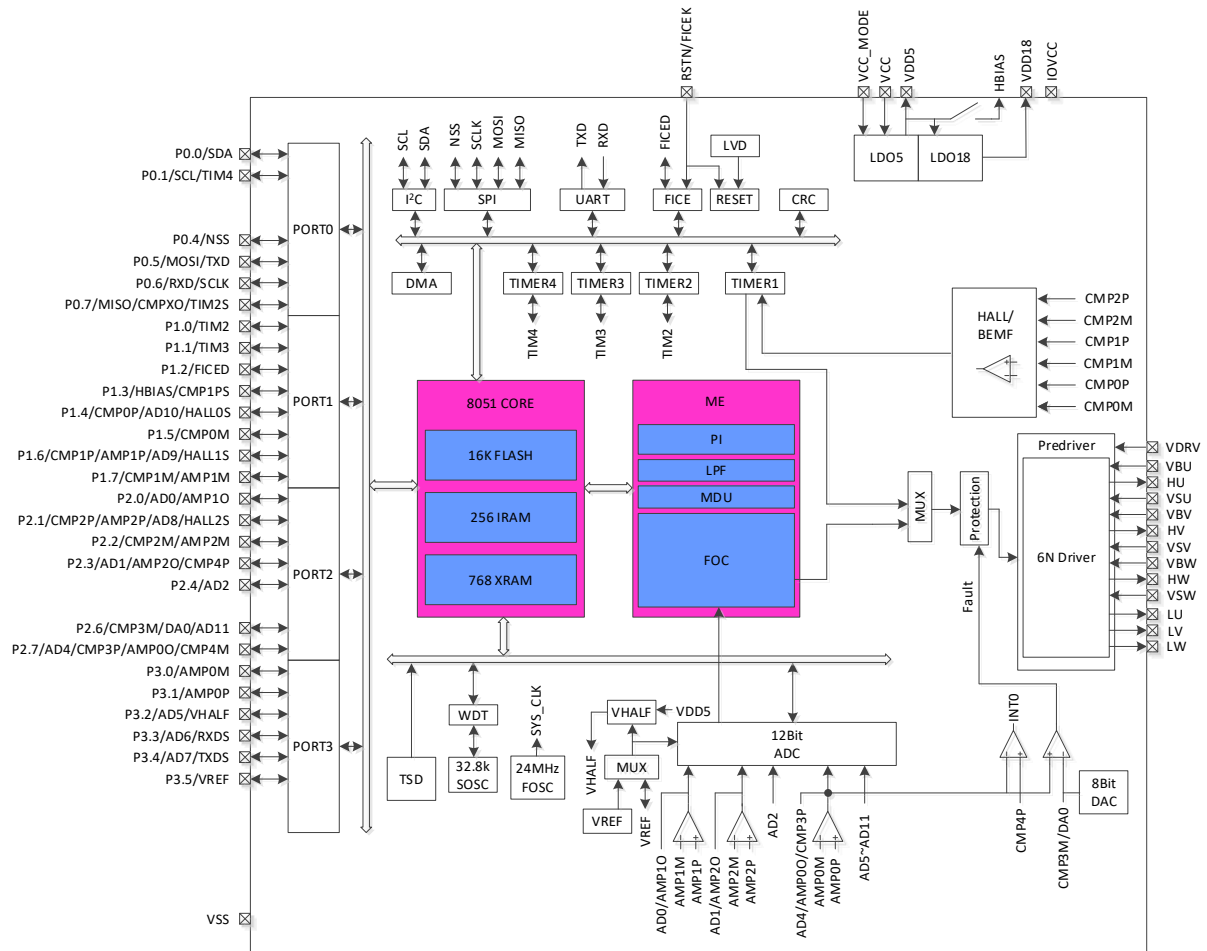 RSTN/FICEK
VCC_MODE
VCC
VDD5
HBIAS
VDD18
IOVCC
P0.0/SDA
P0.1/SCL/TIM4
P0.4/NSS
P0.5/MOSI/TXD
P0.6/RXD/SCLK
P0.7/MISO/CMPXO/TIM2S
P1.0/TIM2
P1.1/TIM3
P1.2/FICED
P1.3/HBIAS/CMP1PS
P1.4/CMP0P/AD10/HALL0S
P1.5/CMP0M
P1.6/CMP1P/AMP1P/AD9/HALL1S
P1.7/CMP1M/AMP1M
P2.0/AD0/AMP1O
P2.1/CMP2P/AMP2P/AD8/HALL2S
P2.2/CMP2M/AMP2M
P2.3/AD1/AMP2O/CMP4P
P2.4/AD2
P2.6/CMP3M/DA0/AD11
P2.7/AD4/CMP3P/AMP0O/CMP4M
P3.0/AMP0M
P3.1/AMP0P
P3.2/AD5/VHALF
P3.3/AD6/RXDS
P3.4/AD7/TXDS
P3.5/VREF
VSS
PORT0
PORT1
PORT2
PORT3
SCL
SDA
NSS
SCLK
MOSI
MISO
TXD
RXD
FICED
LVD
I²C
SPI
UART
FICE
RESET
CRC
LDO5
LDO18
DMA
TIMER4
TIMER3
TIMER2
TIMER1
TIM4
TIM3
TIM2
HALL/
BEMF
CMP2P
CMP2M
CMP1P
CMP1M
CMP0P
CMP0M
8051 CORE
16K FLASH
256 IRAM
768 XRAM
ME
PI
LPF
MDU
FOC
MUX
Protection
Fault
Predriver
6N Driver
VDRV
VBU
HU
VSU
VBV
HV
VSV
VBW
HW
VSW
LU
LV
LW
TSD
WDT
32.8k
SOSC
SYS_CLK
24MHz
FOSC
VHALF
VDD5
VHALF
MUX
VREF
VREF
12Bit
ADC
AD0/AMP1O
AMP1M
AMP1P
AD1/AMP2O
AMP2M
AMP2P
AD2
AD4/AMP0O/CMP3P
AMP0M
AMP0P
AD5~AD11
INT0
CMP4P
CMP3M/DA0
8Bit
DAC